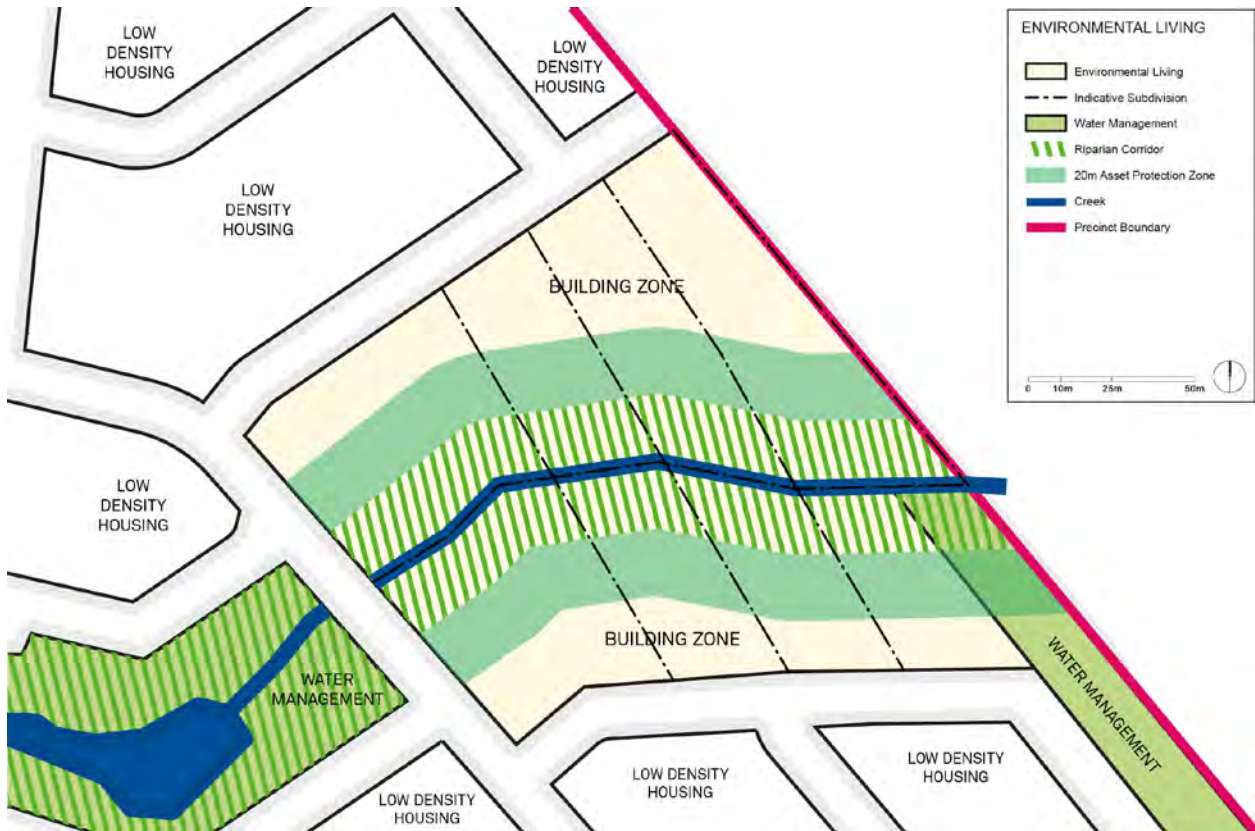 LOW
DENSITY
HOUSING
LOW
DENSITY
HOUSING
LOW
DENSITY
HOUSING
BUILDING ZONE
LOW
DENSITY
HOUSING
BUILDING ZONE
WATER
MANAGEMENT
WATER MANAGEMENT
LOW DENSITY
HOUSING
LOW DENSITY
HOUSING
LOW DENSITY
HOUSING
ENVIRONMENTAL LIVING
Environmental Living
Indicative Subdivision
Water Management
Riparian Corridor
20m Asset Protection Zone
Creek
Precinct Boundary
0 10m 25m 50m